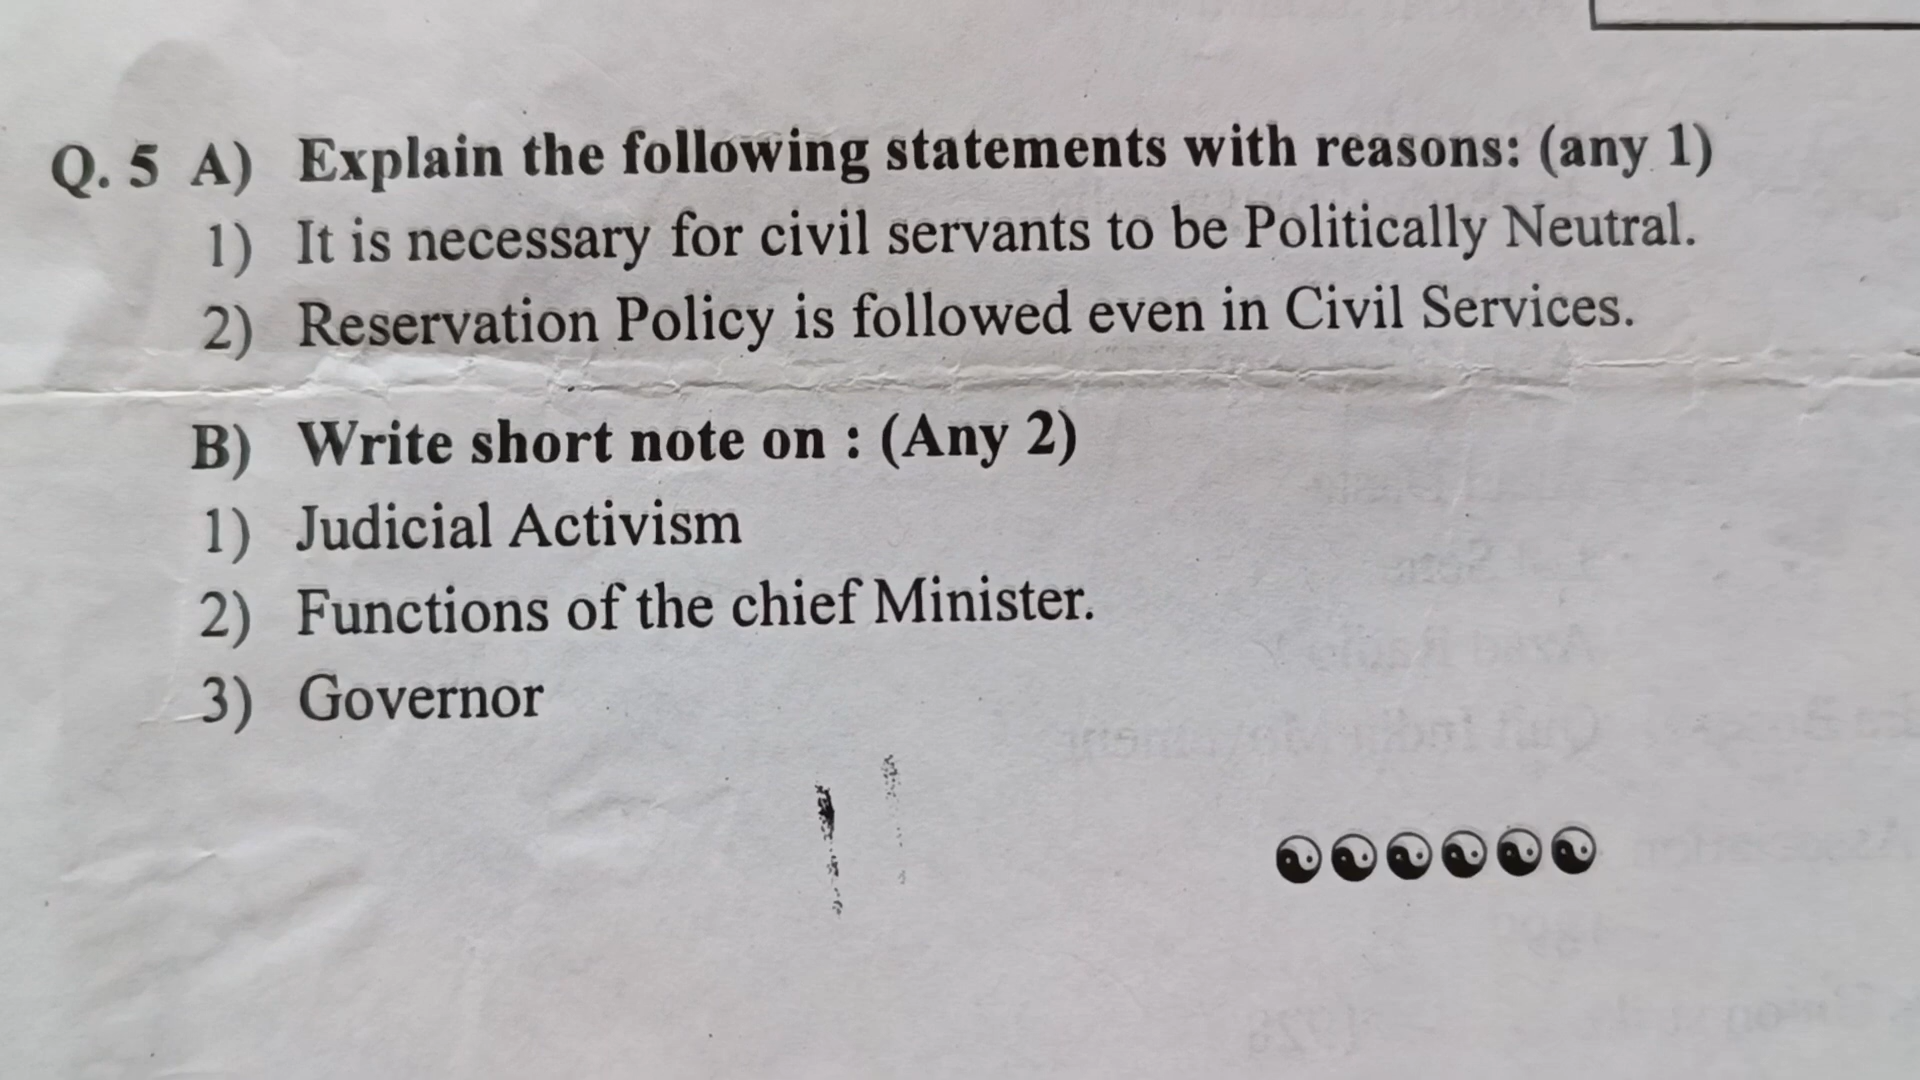 Q. 5 A) Explain the following statements with reasons: (any 1)
1) It is necessary for civil servants to be Politically Neutral.
2) Reservation Policy is followed even in Civil Services.
B) Write short note on : (Any 2)
1) Judicial Activism
2) Functions of the chief Minister.
3) Governor